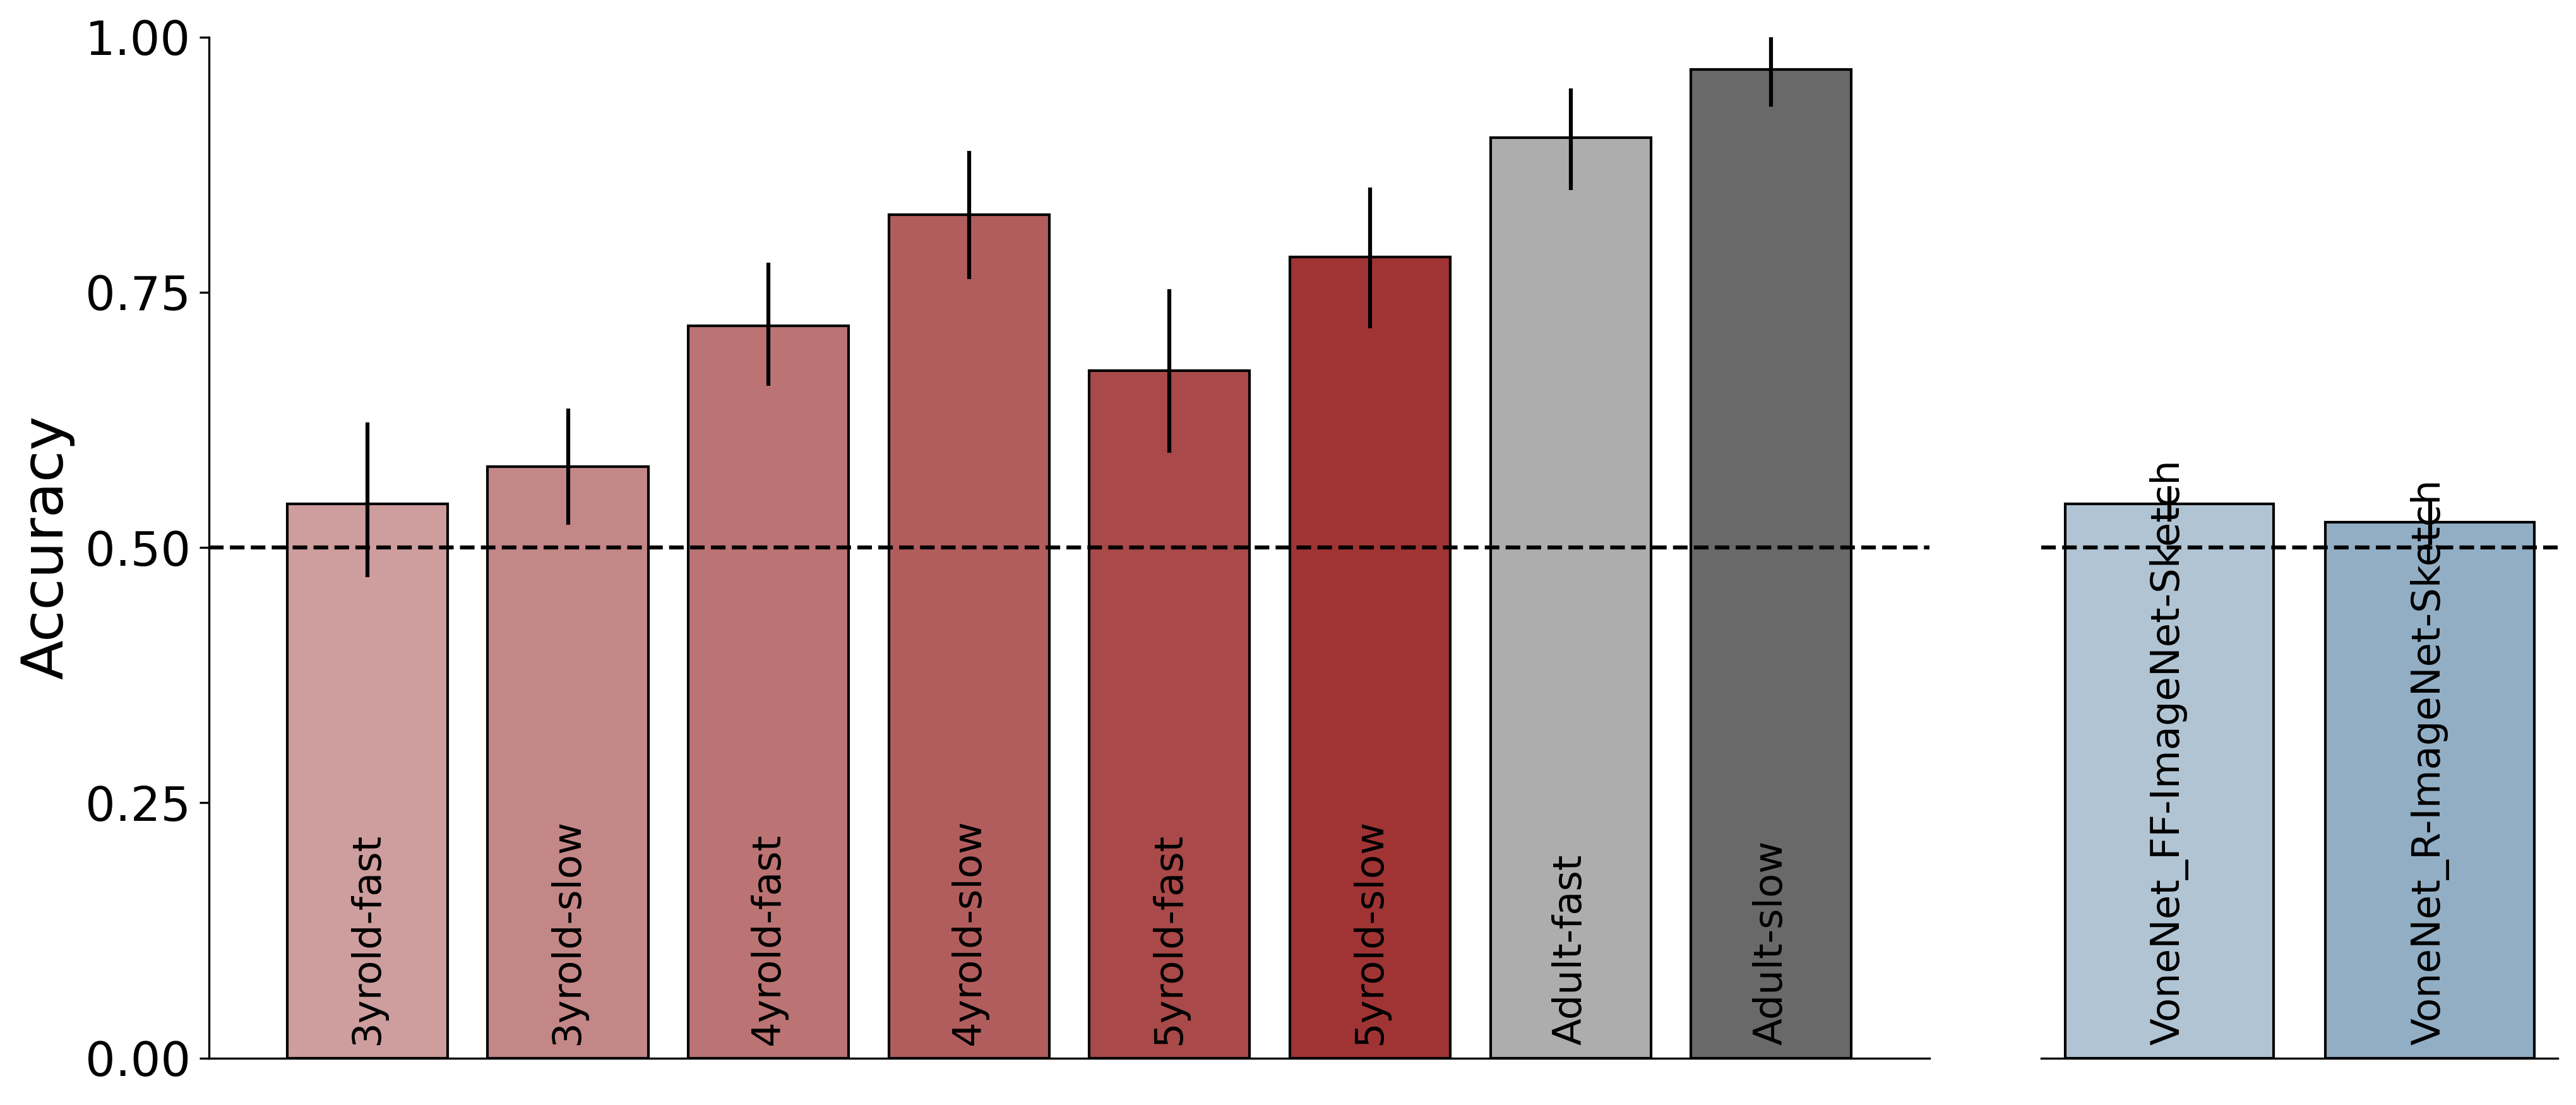 Accuracy
1.00
0.75
0.50
0.25
0.00
3yrold-fast
3yrold-slow
4yrold-fast
4yrold-slow
5yrold-fast
5yrold-slow
Adult-fast
Adult-slow
VoneNet_FF-ImageNet-Sketch
VoneNet_R-ImageNet-Sketch